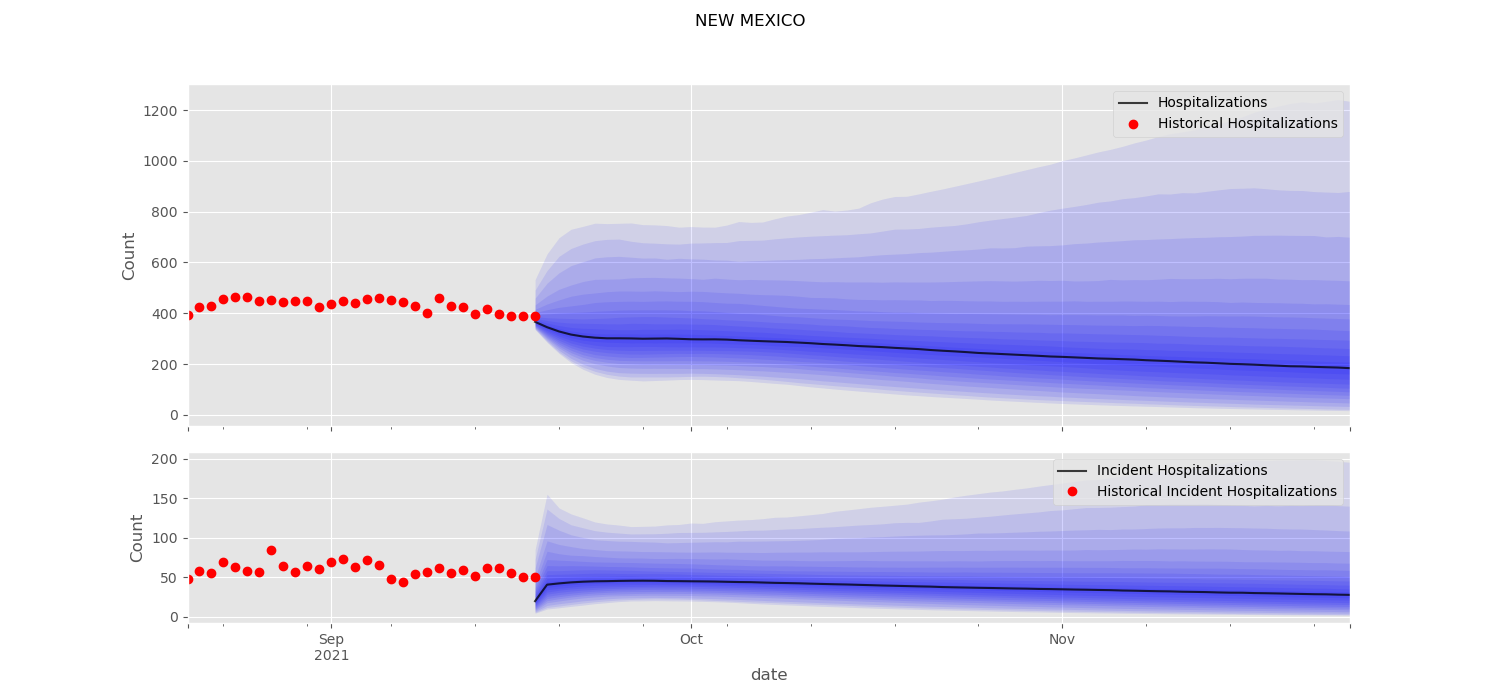 NEW MEXICO
1200
1000
800
600
400
200
0
Count
Hospitalizations
Historical Hospitalizations
200
150
100
50
0
Count
Incident Hospitalizations
Historical Incident Hospitalizations
Sep
2021
Oct
Nov
date